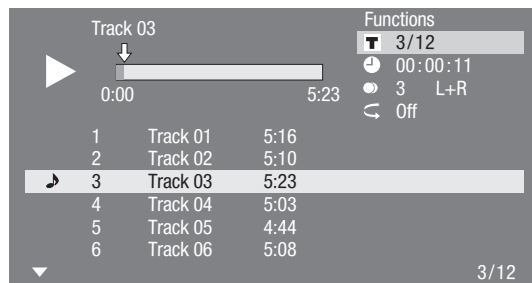 Track 03
0:00 5:23
Functions
T 3/12
00:00:11
3 L+R
Off
1 Track 01 5:16
2 Track 02 5;10
3 Track 03 5:23
4 Track 04 5:03
5 Track 05 4:44
6 Track 06 5:08
3/12